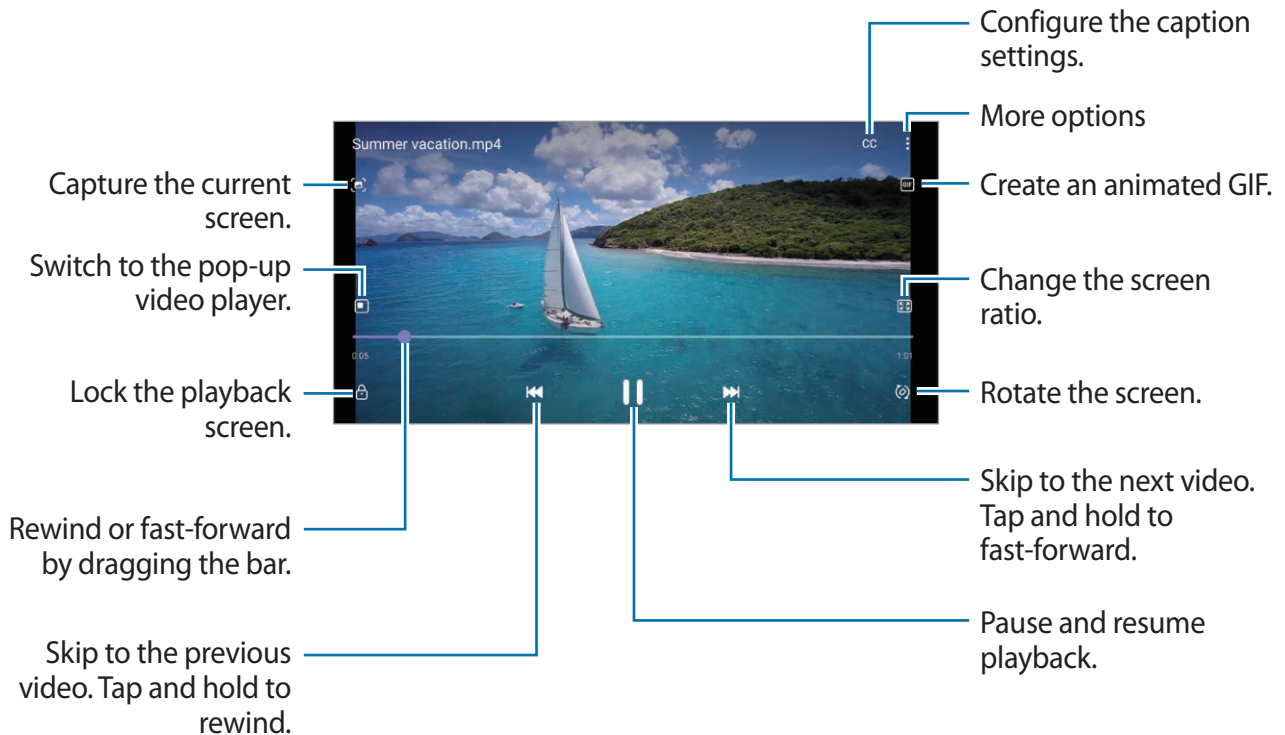 Configure the caption
settings.
More options
Summer vacation.mp4
CC
Capture the current
screen.
GIF
Create an animated GIF.
Switch to the pop-up
video player.
Change the screen
ratio.
0:05
1:01
Lock the playback
screen.
Rotate the screen.
Skip to the next video.
Tap and hold to
fast-forward.
Rewind or fast-forward
by dragging the bar.
Pause and resume
playback.
Skip to the previous
video. Tap and hold to
rewind.